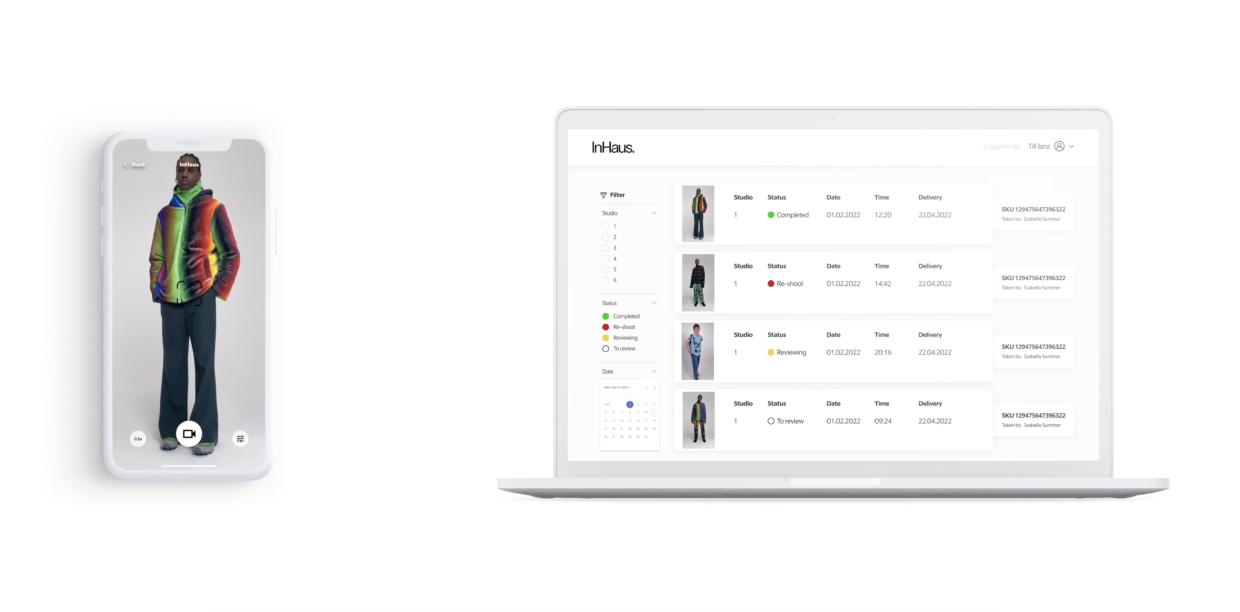 Back
InHaus
0.5x
InHaus.
Logged in as
Till Janz
Filter
Studio
1
2
3
4
5
6
Status
Completed
Re-shoot
Reviewing
To review
Date
Studio Status Date Time Delivery
1 Completed 01.02.2022 12:20 22.04.2022
SKU 129475647396322
Taken by: Isabella Summer
Studio Status Date Time Delivery
1 Re-shoot 01.02.2022 14:42 22.04.2022
SKU 129475647396322
Taken by: Isabella Summer
Studio Status Date Time Delivery
1 Reviewing 01.02.2022 20:16 22.04.2022
SKU 129475647396322
Taken by: Isabella Summer
Studio Status Date Time Delivery
1 To review 01.02.2022 09:24 22.04.2022
SKU 129475647396322
Taken by: Isabella Summer